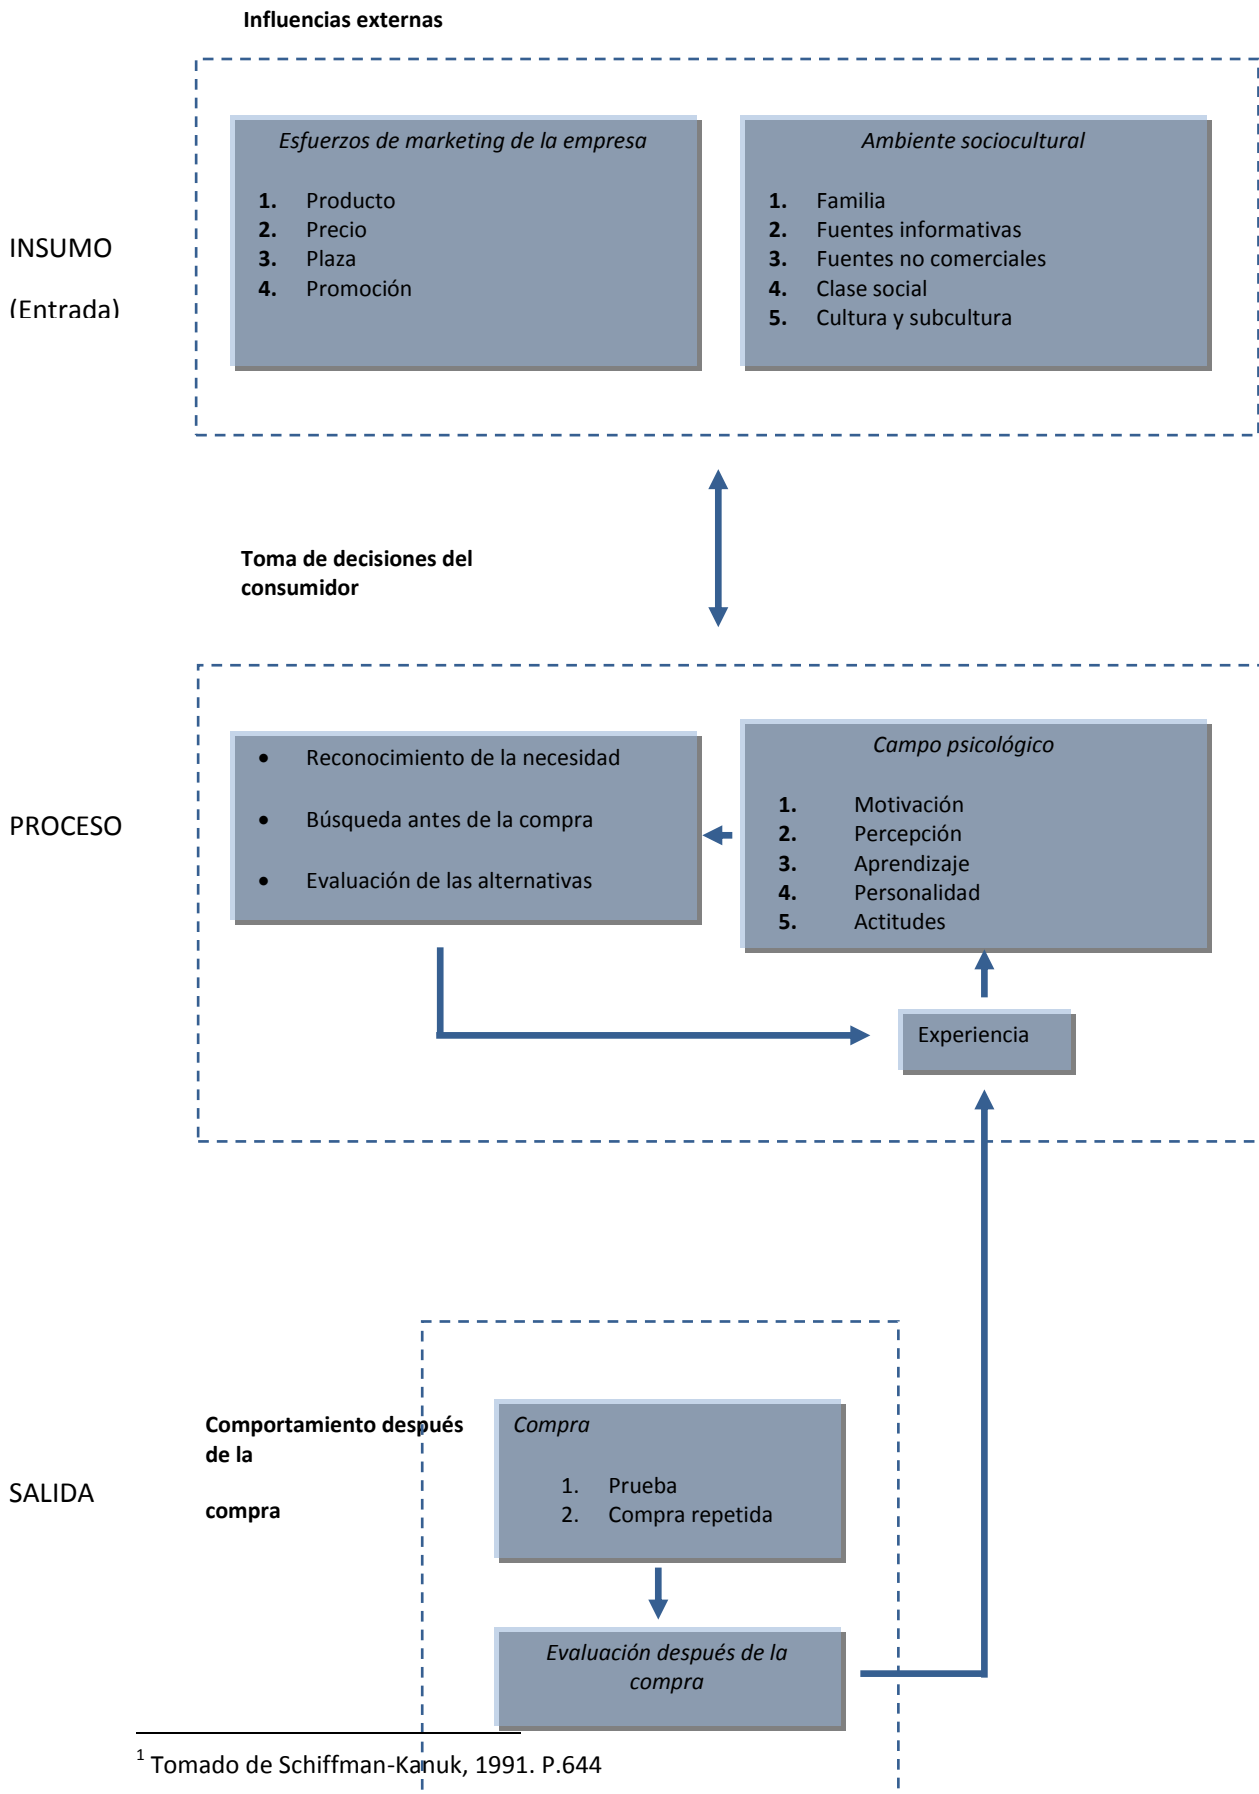 Influencias externas
Esfuerzos de marketing de la empresa
1. Producto
2. Precio
3. Plaza
4. Promoción
Ambiente sociocultural
1. Familia
2. Fuentes informativas
3. Fuentes no comerciales
4. Clase social
5. Cultura y subcultura
INSUMO
(Entrada)
Toma de decisiones del
consumidor
PROCESO
• Reconocimiento de la necesidad
• Búsqueda antes de la compra
• Evaluación de las alternativas
Campo psicológico
1. Motivación
2. Percepción
3. Aprendizaje
4. Personalidad
5. Actitudes
Experiencia
SALIDA
Comportamiento después
de la
compra
Compra
1. Prueba
2. Compra repetida
Evaluación después de la
compra
1 Tomado de Schiffman-Kanuk, 1991. P.644